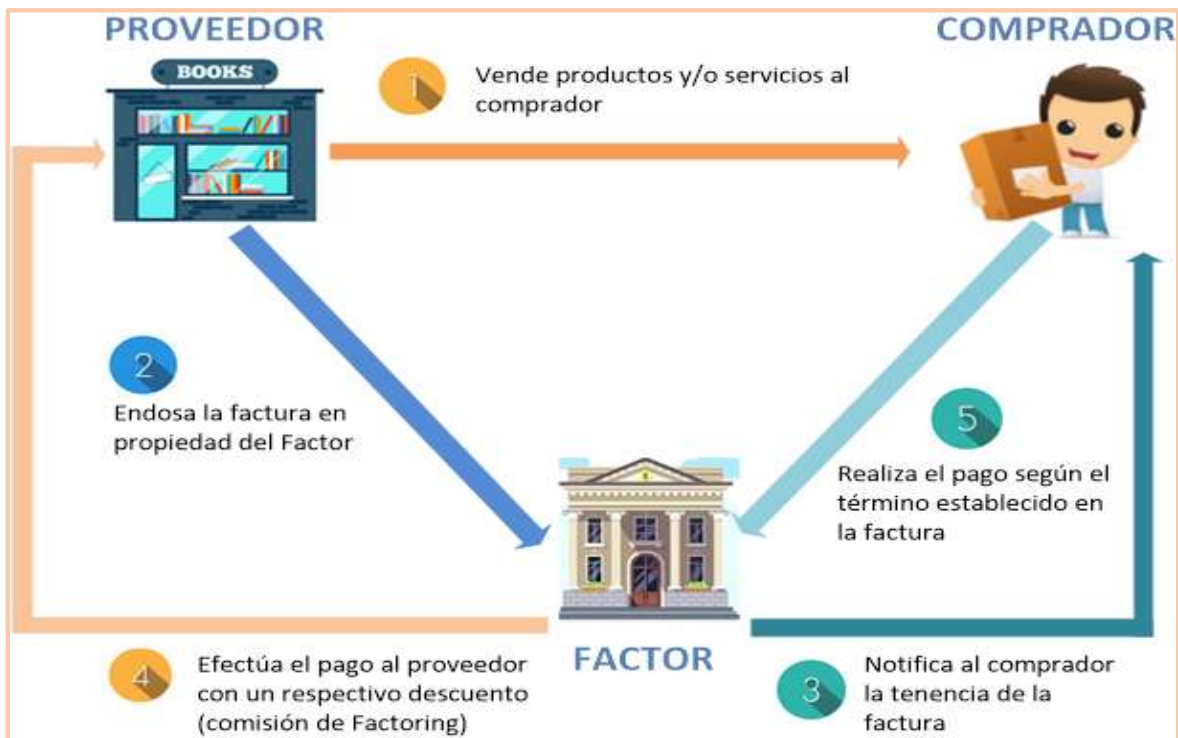 PROVEEDOR
COMPRADOR
BOOKS
1
Vende productos y/o servicios al
comprador
2
Endosa la factura en
propiedad del Factor
5
Realiza el pago según el
término establecido en
la factura
FACTOR
4
Efectúa el pago al proveedor
con un respectivo descuento
(comisión de Factoring)
3
Notifica al comprador
la tenencia de la
factura